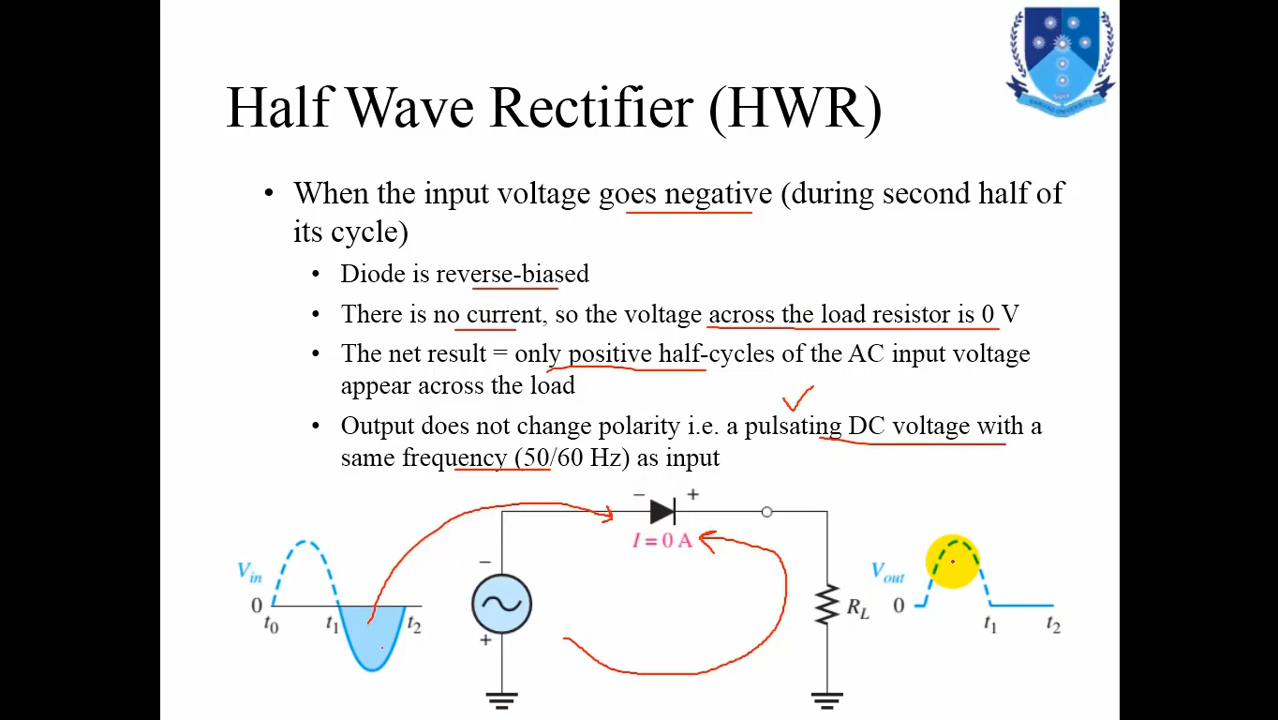 Half Wave Rectifier (HWR)
• When the input voltage goes negative (during second half of
its cycle)
• Diode is reverse-biased
• There is no current, so the voltage across the load resistor is 0 V
• The net result = only positive half-cycles of the AC input voltage
appear across the load
• Output does not change polarity i.e. a pulsating DC voltage with a
same frequency (50/60 Hz) as input
− +
I = 0 A
−
+
Vin
0
t0 t1 t2
RL
Vout
0
t1 t2